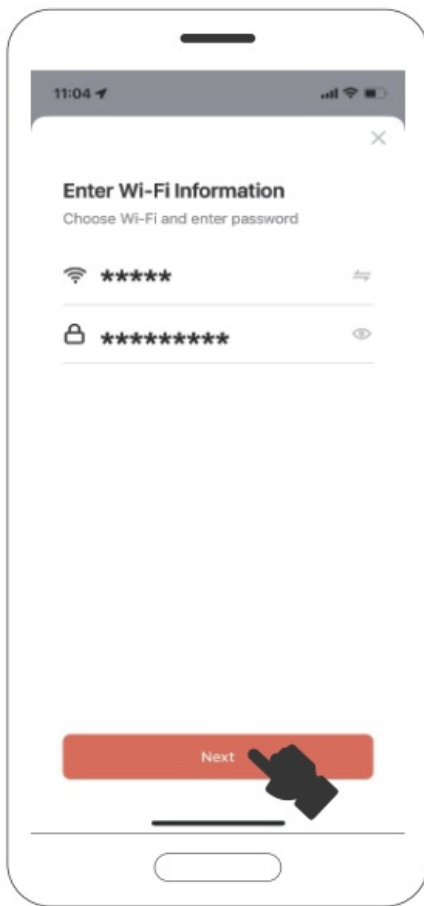 11:04
Enter Wi-Fi Information
Choose Wi-Fi and enter password
*****
*********
Next